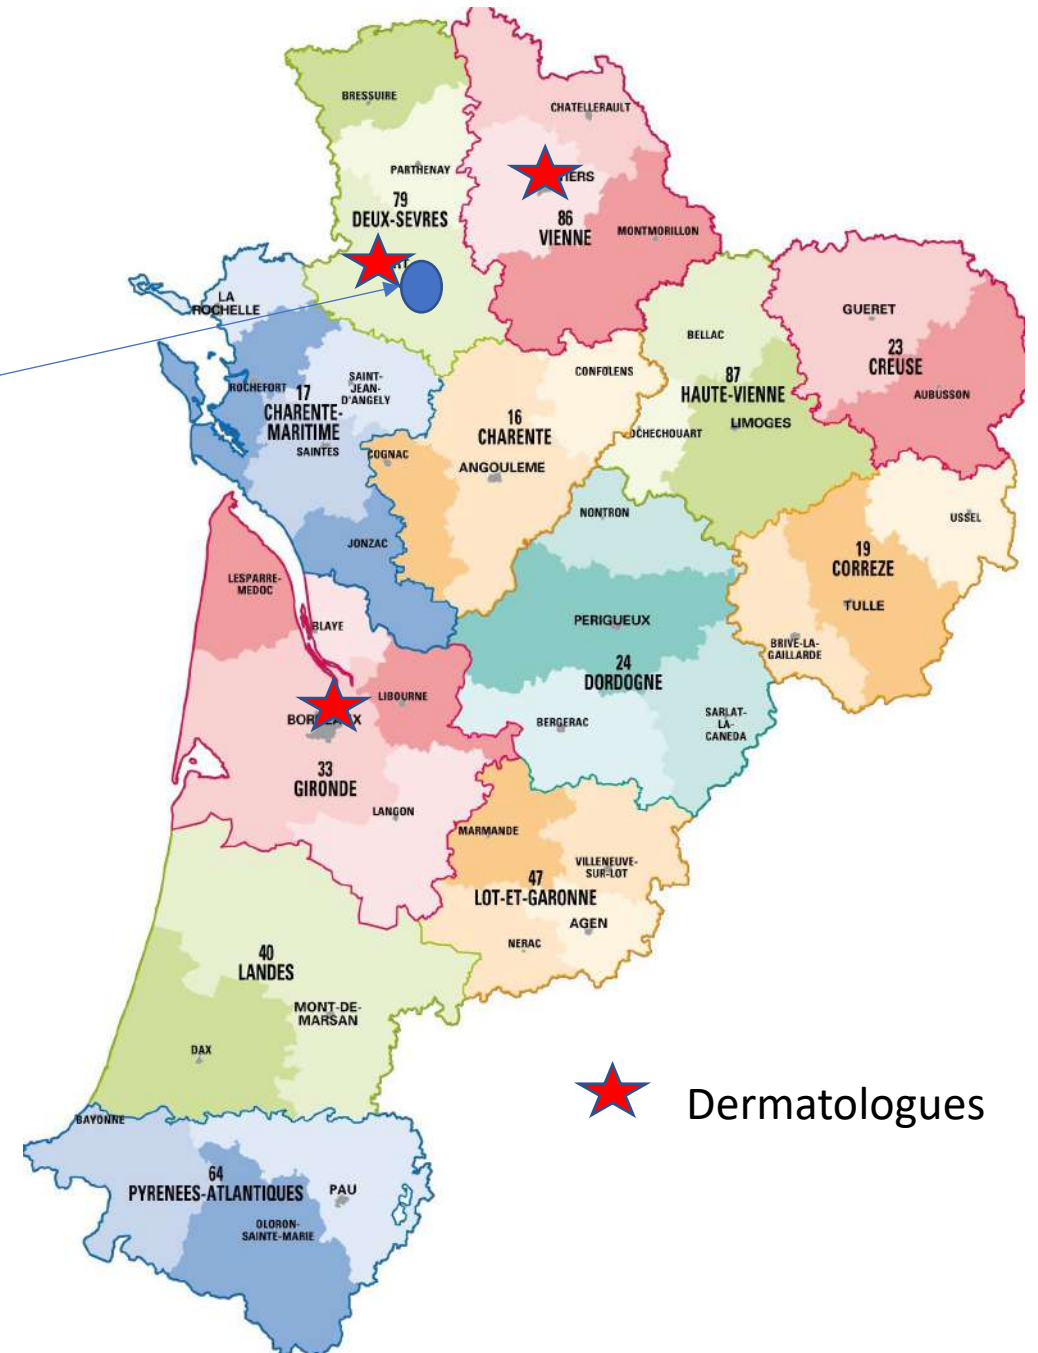 BRESSUIRE
CHATELLERAULT
PARTHENAY
79
DEUX-SEVRES
86
VIENNE
MONTMORILLON
LA
ROCHELLE
ROCHEFORT
17
CHARENTE-
MARITIME
SAINT-
JEAN-
D'ANGELY
SAINTES
COGNAC
JONZAC
16
CHARENTE
ANGOULEME
CONFOLENS
BELLAC
87
HAUTE-VIENNE
LIMOGES
OCHECHOUART
GUERET
23
CREUSE
AUBUSSON
USSEL
19
CORREZE
TULLE
BRIVE-LA-
GAILLARDE
NONTRON
PERIGUEUX
24
DORDOGNE
BERGERAC
SARLAT-
LA-
CANEDA
LESPARRE-
MEDOC
BLAYE
LIBOURNE
33
GIRONDE
LANGON
MARMANDE
VILLENEUVE-
SUR-LOT
47
LOT-ET-GARONNE
AGEN
NERAC
40
LANDES
MONT-DE-
MARSAN
DAX
BAYONNE
64
PYRENEES-ATLANTIQUES
PAU
OLORON-
SAINTE-MARIE
Dermatologues